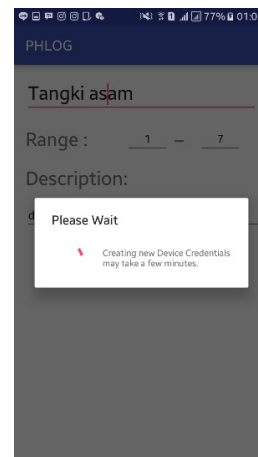 77% 01:0
PHLOG
Tangki asam
Range : 1 – 7
Description:
d
Please Wait
Creating new Device Credentials
may take a few minutes.